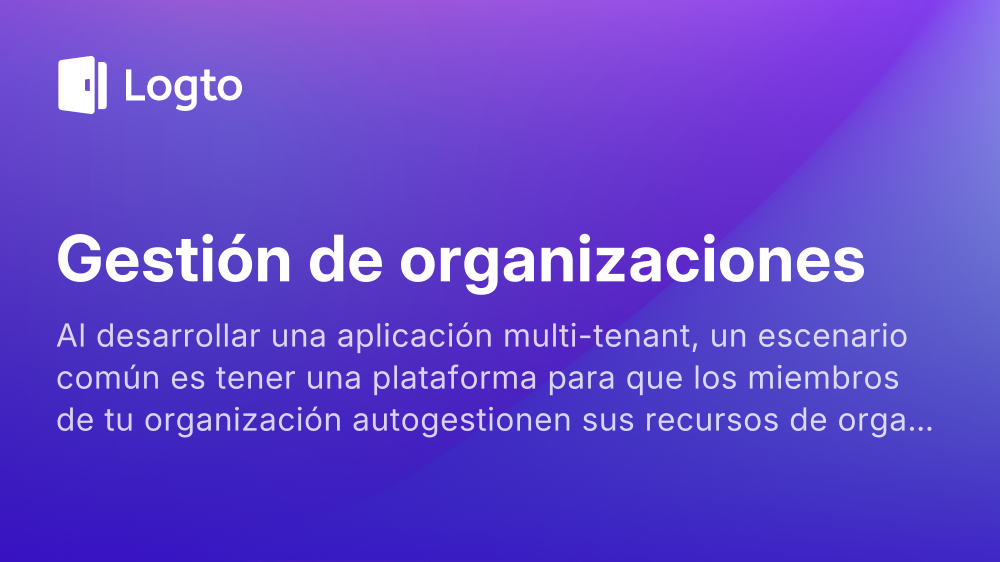 Logto
Gestión de organizaciones
Al desarrollar una aplicación multi-tenant, un escenario
común es tener una plataforma para que los miembros
de tu organización autogestionen sus recursos de orga...